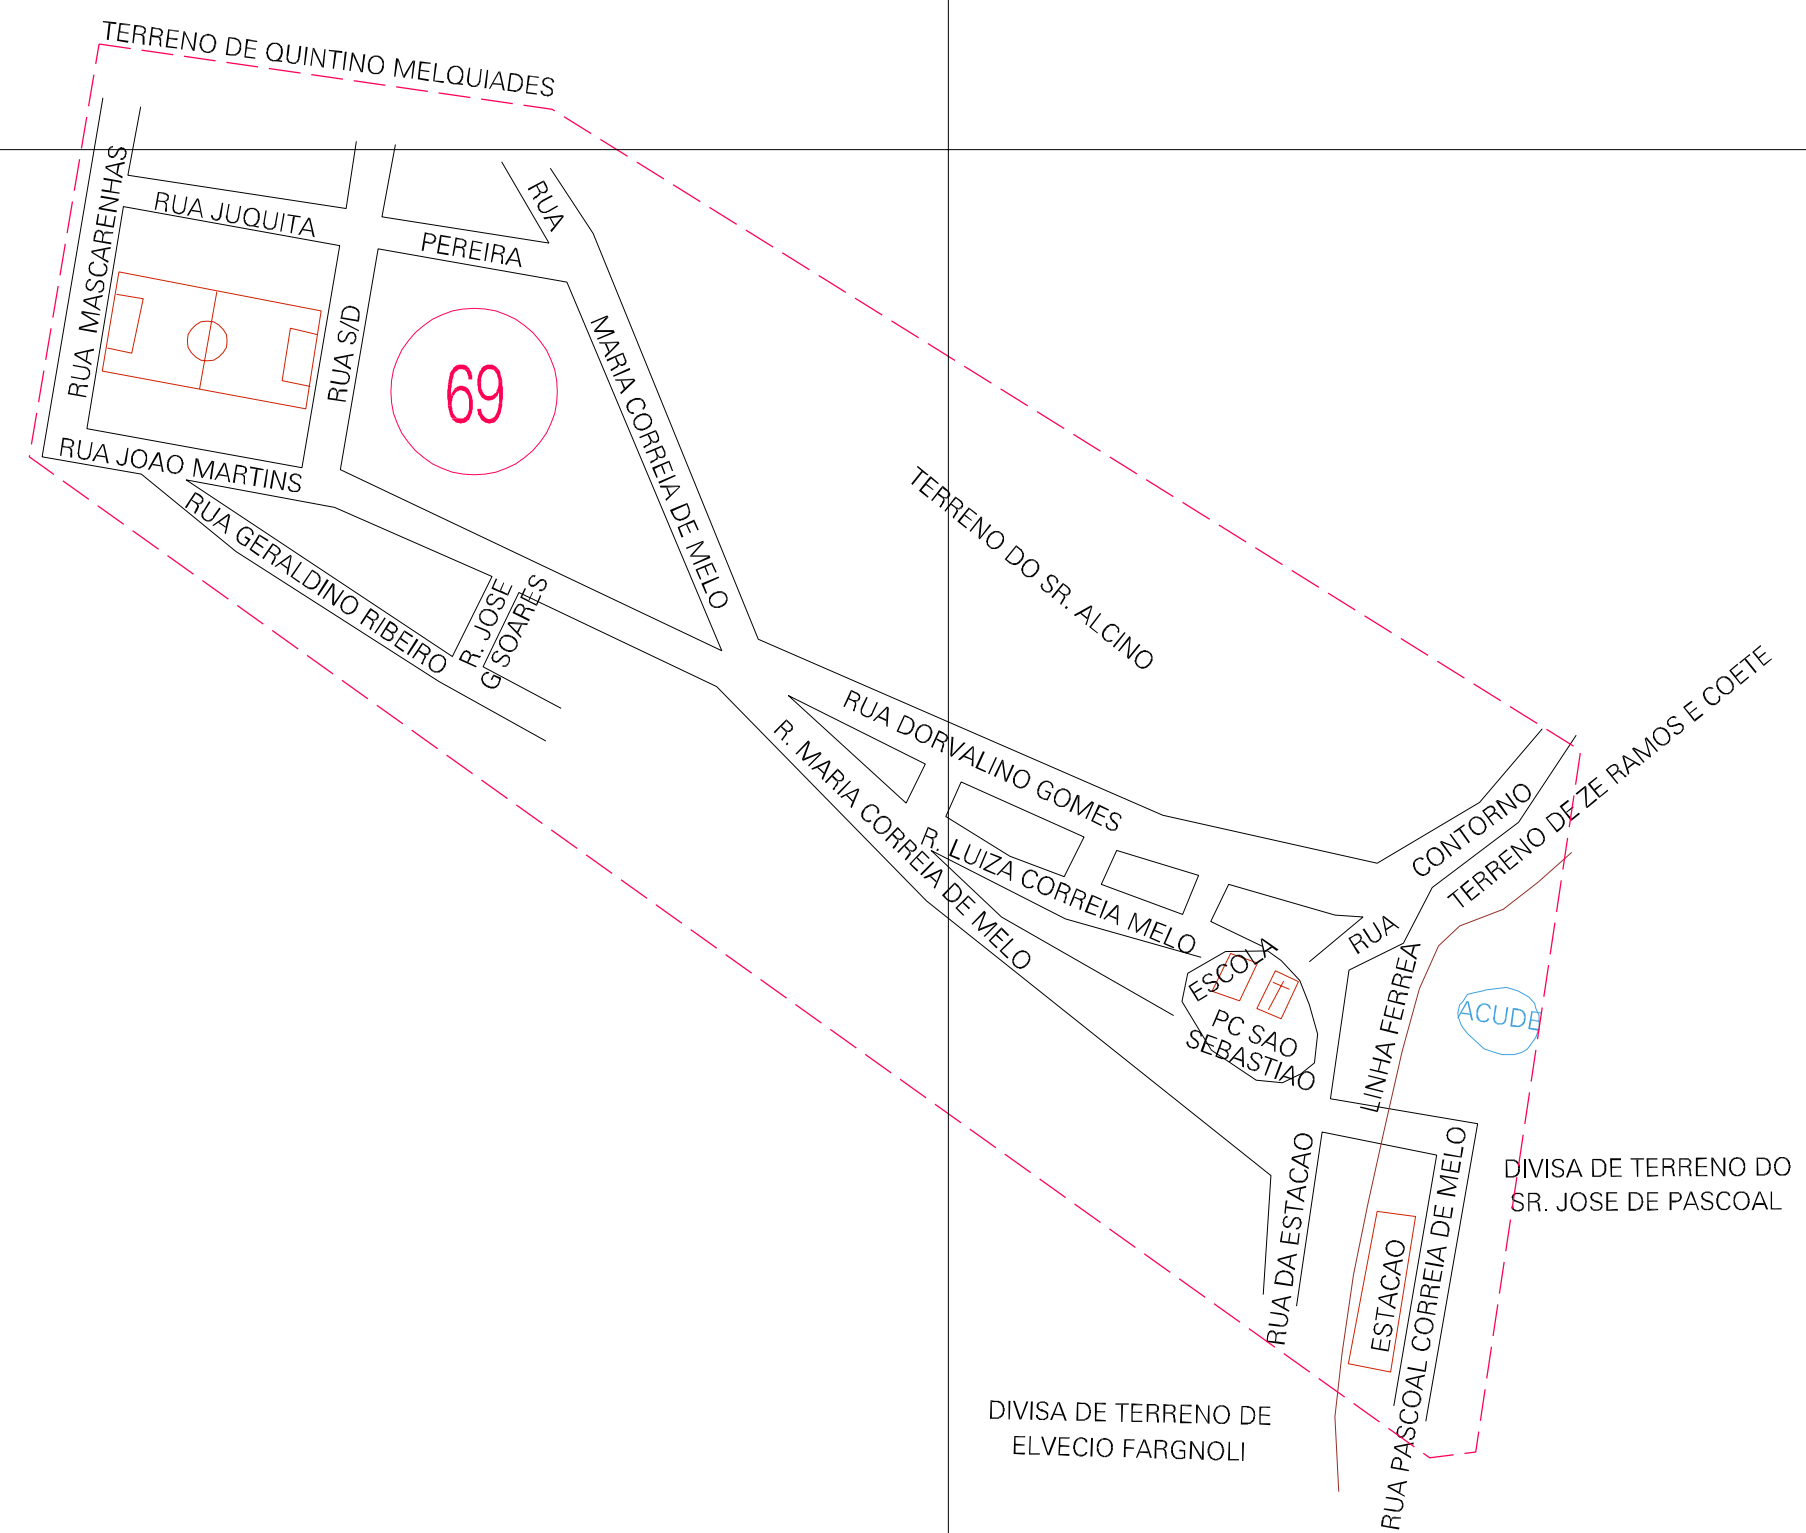 TERRENO DE QUINTINO MELQUIADES
RUA MASCARENHAS
RUA JUQUITA
PEREIRA
RUA
MARIA CORREIA DE MELO
RUA S/D
69
RUA JOAO MARTINS
RUA GERALDINO RIBEIRO
R. JOSE
G SOARES
TERRENO DO SR. ALCINO
RUA DORVALINO GOMES
R. MARIA CORREIA DE MELO
R. LUIZA CORREIA MELO
RUA
CONTORNO
TERRENO DE ZE RAMOS E COETE
ESCOLA
PC SAO
SEBASTIAO
LINHA FERREA
ACUDE
RUA DA ESTACAO
ESTACAO
RUA PASCOAL CORREIA DE MELO
DIVISA DE TERRENO DO
SR. JOSE DE PASCOAL
DIVISA DE TERRENO DE
ELVECIO FARGNOLI